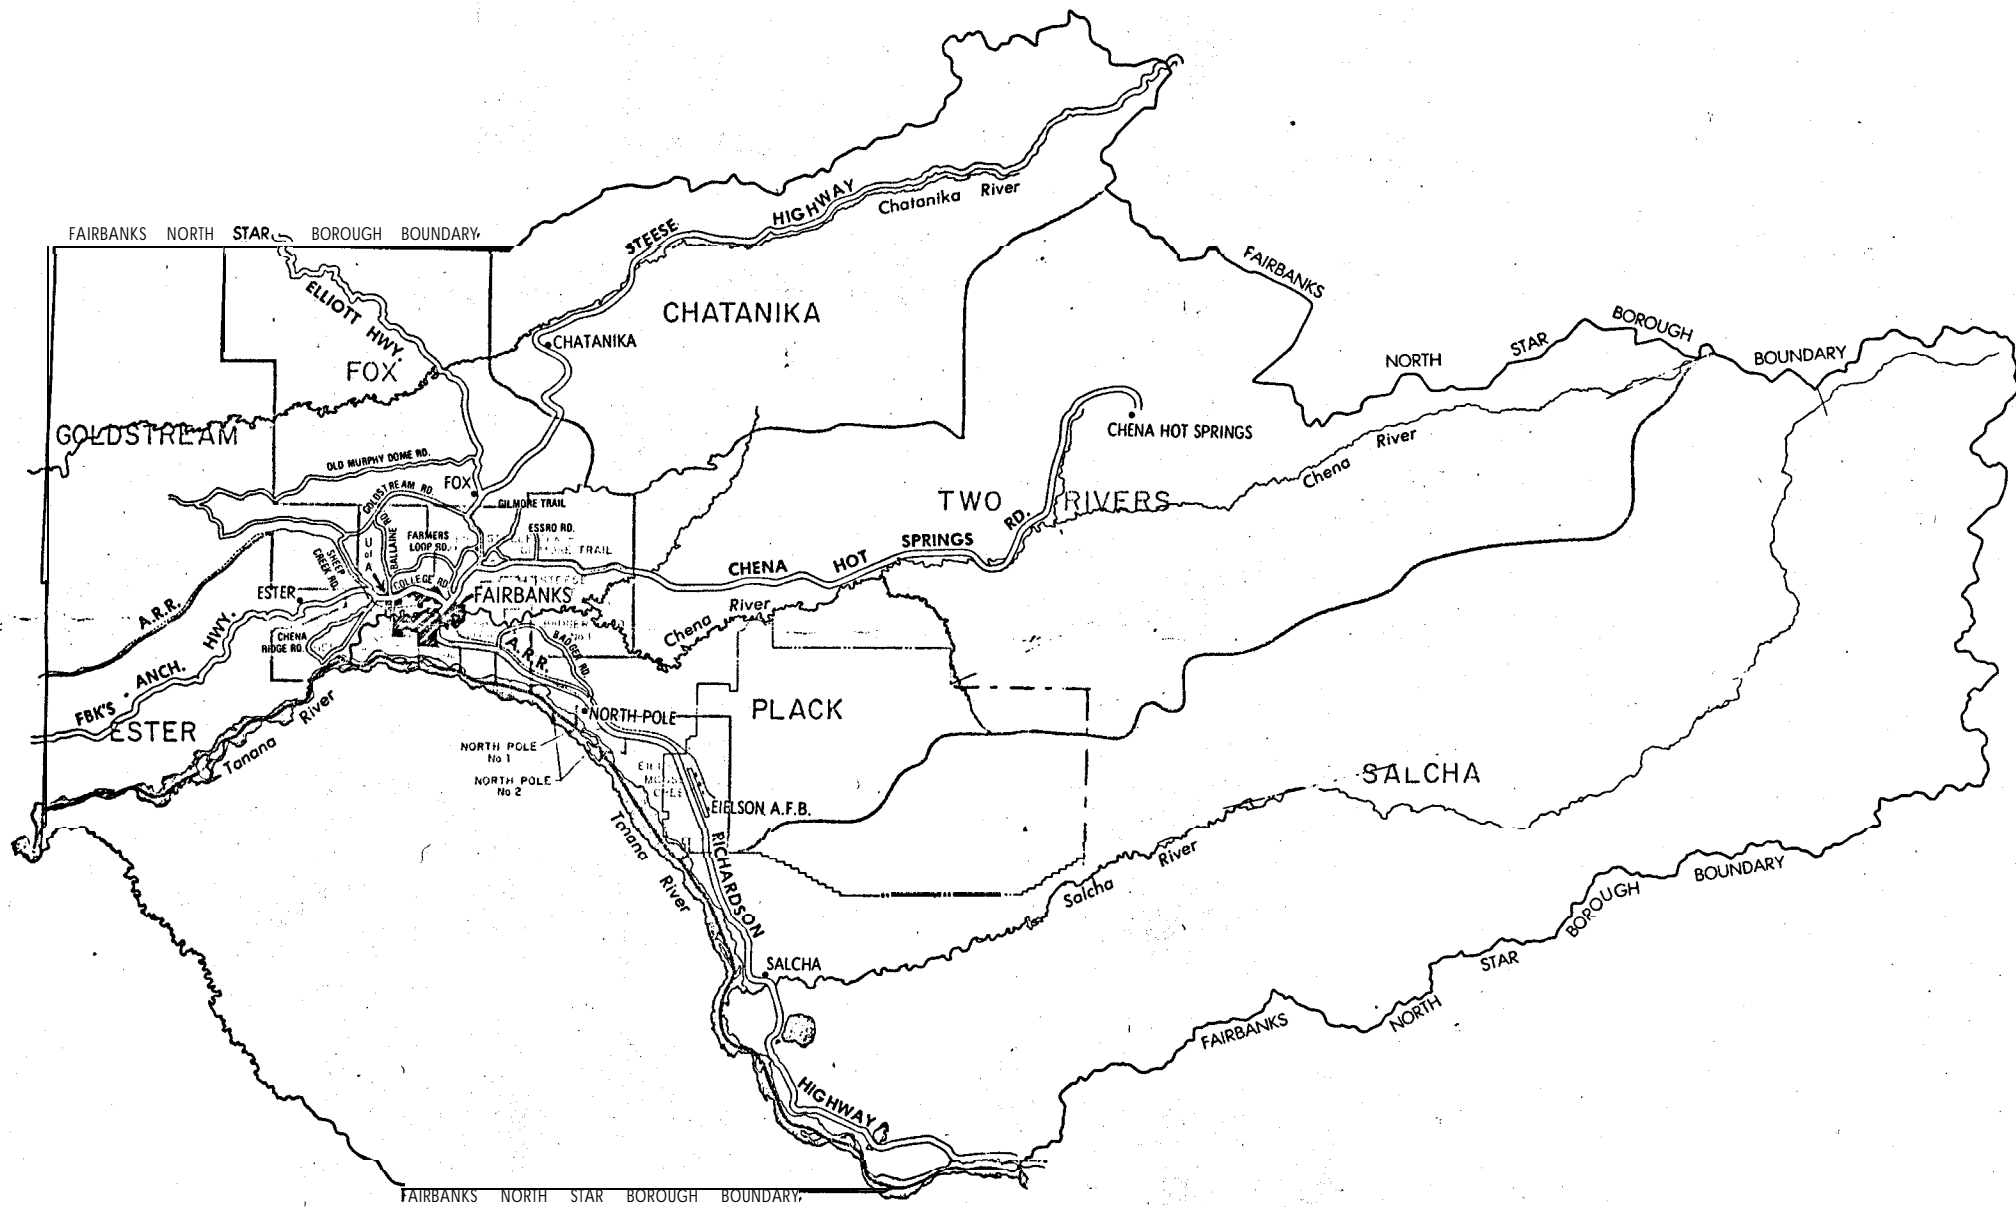 FAIRBANKS NORTH STAR BOROUGH BOUNDARY
STEESE HIGHWAY
Chatanika River
FAIRBANKS NORTH STAR BOROUGH BOUNDARY
ELLIOTT HWY.
CHATANIKA
CHATANIKA
FOX
GOLDSTREAM
OLD MURPHY DOME RD.
FOX
GOLDSTREAM RD.
GILMORE TRAIL
CHENA HOT SPRINGS
Chena River
TWO RIVERS
ESSRO RD.
FARMERS
LOOP RD.
BALLAINE RD.
U of A
SHEEP
CREEK RD.
TRAIL
COLLEGE RD.
CHENA HOT SPRINGS RD.
ESTER
FAIRBANKS
A.R.R.
FBK'S ANCH. HWY.
CHENA
RIDGE RD.
Chena River
BADGER RD.
A.R.R.
ESTER
Tanana River
NORTH POLE
PLACK
NORTH POLE
No 1
NORTH POLE
No 2
EIELSON A.F.B.
SALCHA
Tanana River
RICHARDSON HIGHWAY
Salcha River
SALCHA
FAIRBANKS NORTH STAR BOROUGH BOUNDARY
FAIRBANKS NORTH STAR BOROUGH BOUNDARY